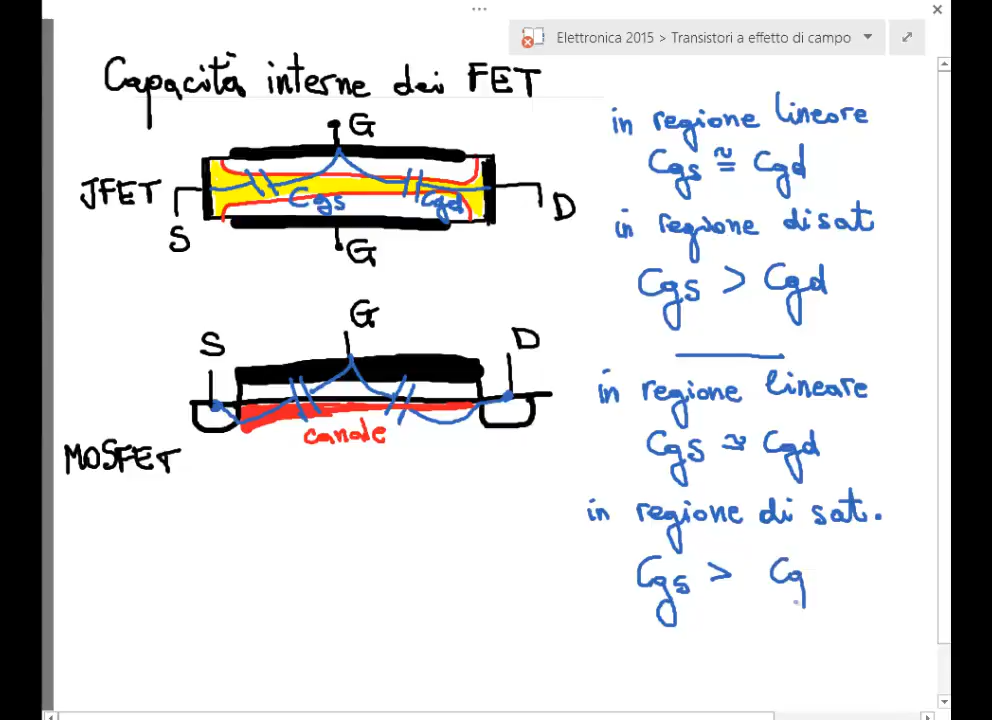 Elettronica 2015 > Transistori a effetto di campo
Capacità interne dei FET
G
JFET
S
Cgs
Cgd
D
G
in regione lineare
Cgs ≅ Cgd
in regione di sat
Cgs > Cgd
G
S
D
canale
MOSFET
in regione lineare
Cgs ≅ Cgd
in regione di sat.
Cgs > Cg